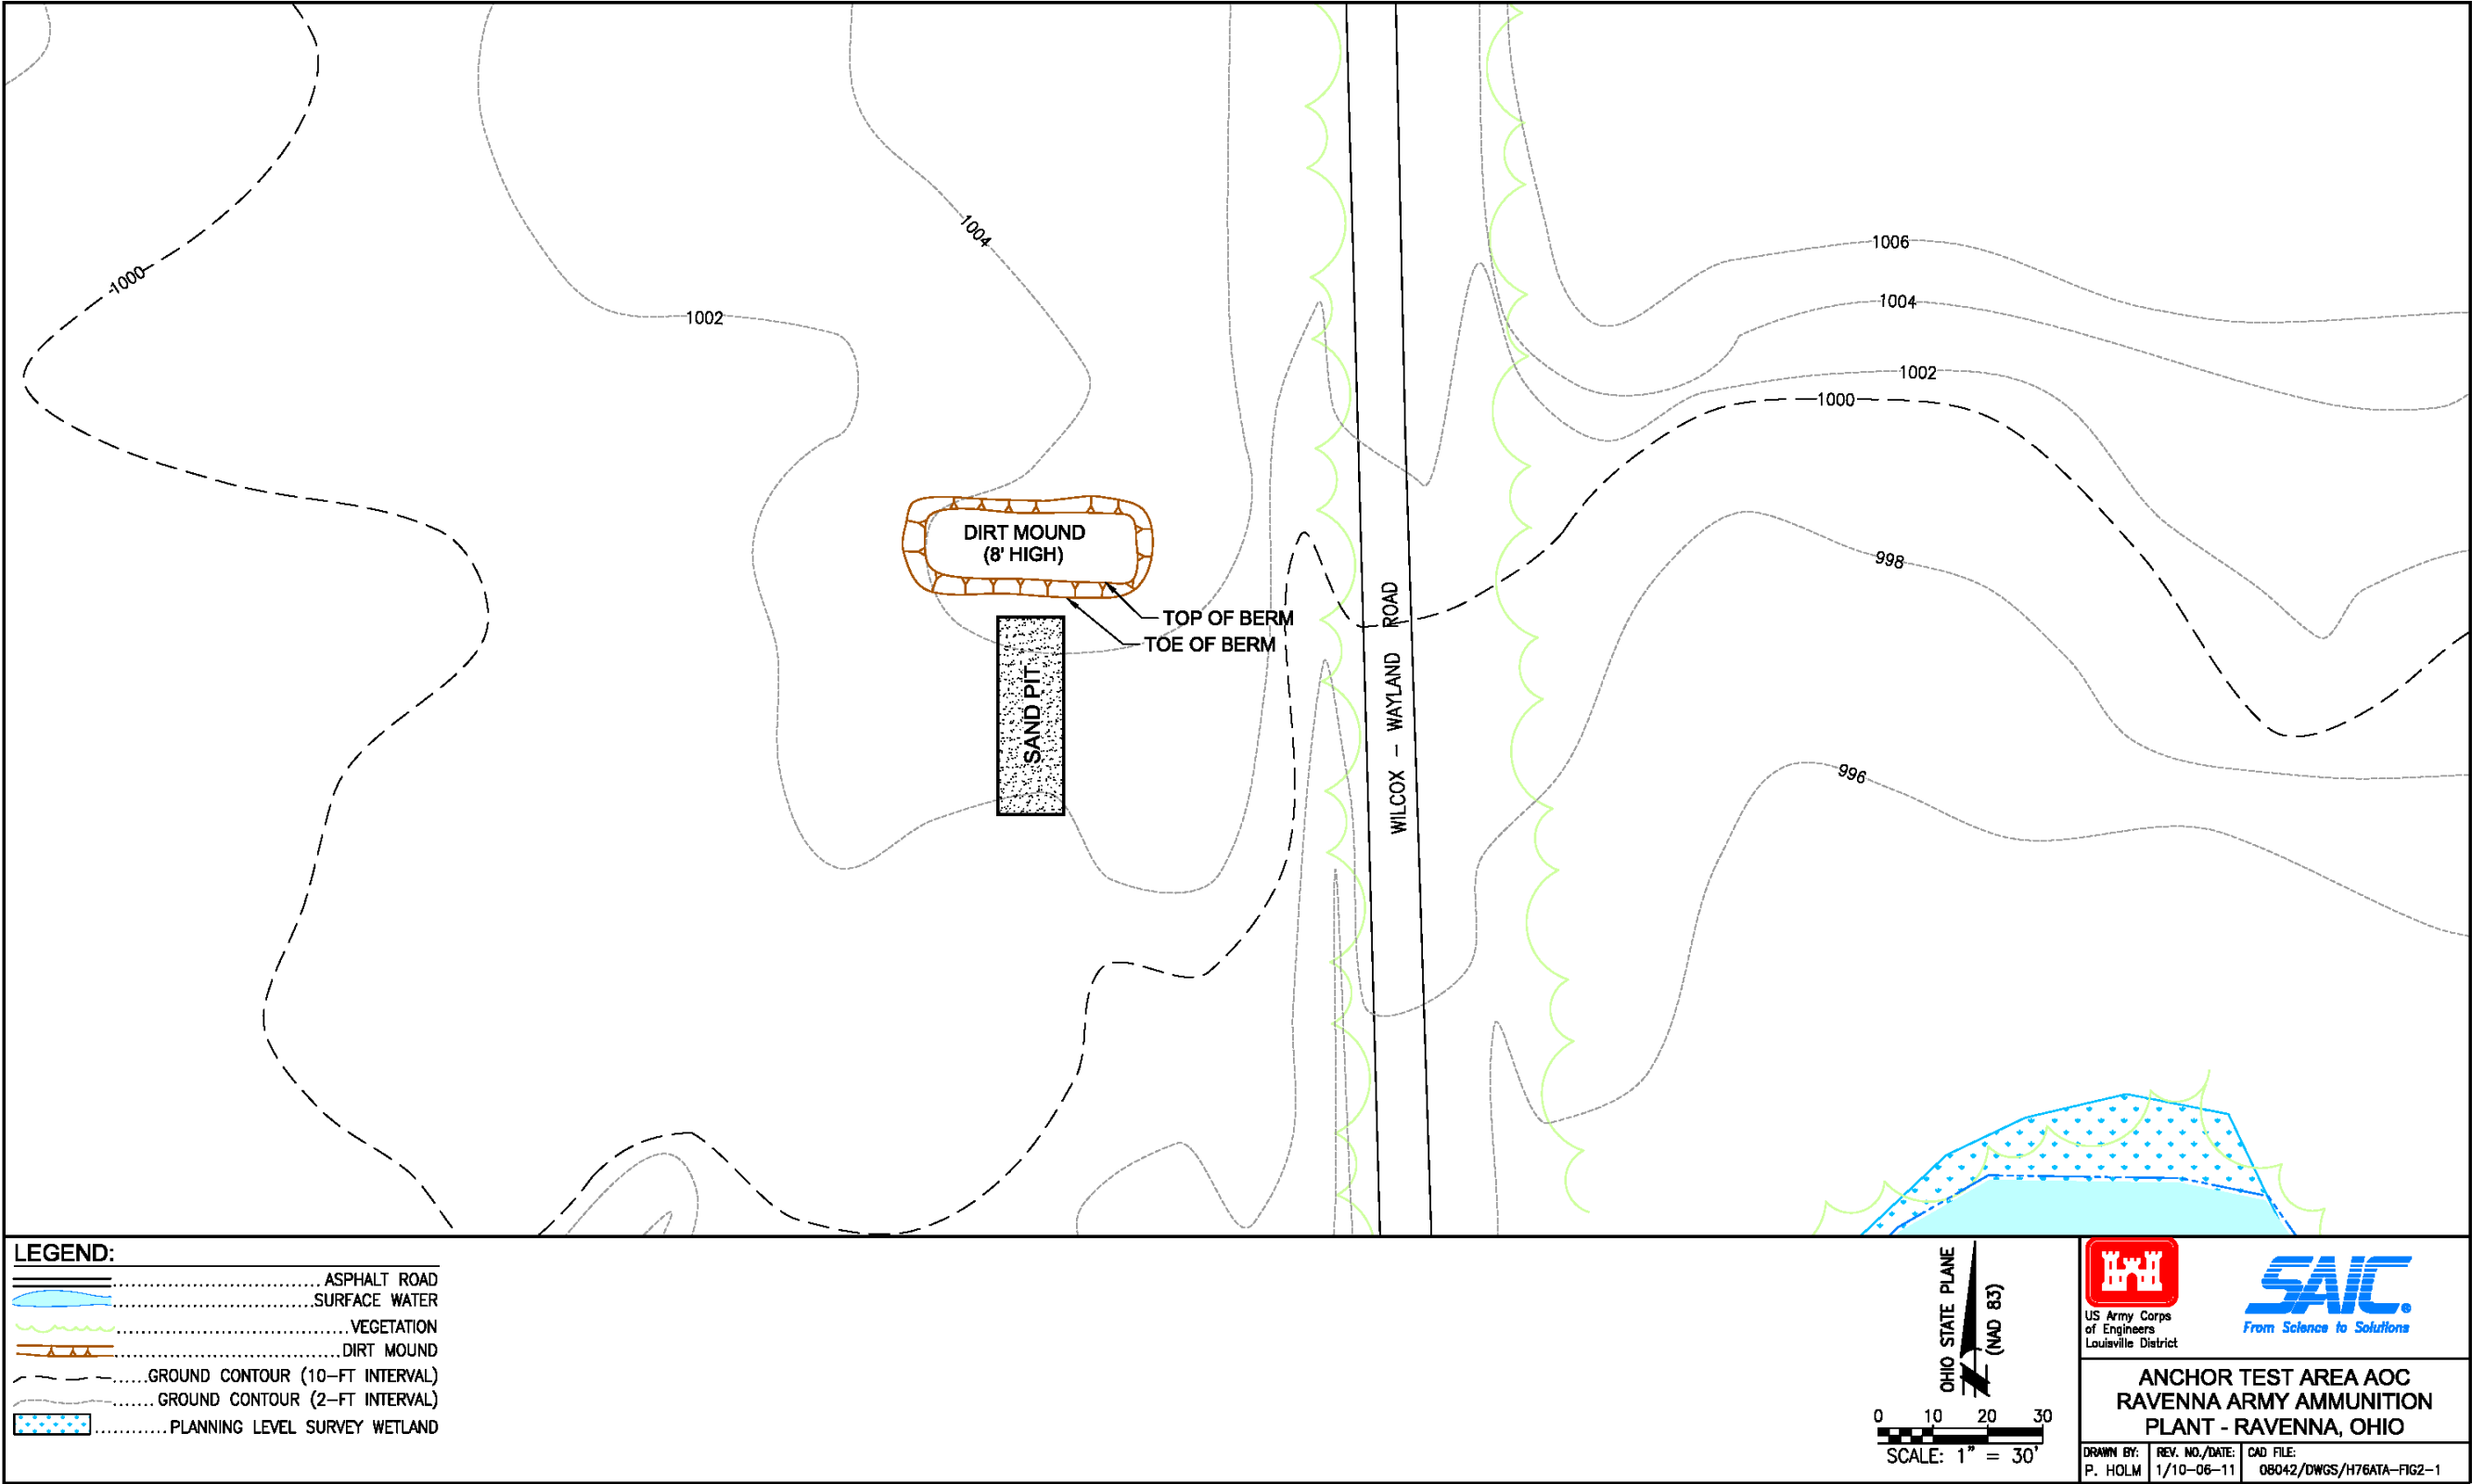 1004
1006
1000
1004
1002
1002
1000
DIRT MOUND
(8' HIGH)
998
TOP OF BERM
TOE OF BERM
SAND PIT
WILCOX - WAYLAND ROAD
996
LEGEND:
ASPHALT ROAD
SURFACE WATER
VEGETATION
DIRT MOUND
GROUND CONTOUR (10-FT INTERVAL)
GROUND CONTOUR (2-FT INTERVAL)
PLANNING LEVEL SURVEY WETLAND
OHIO STATE PLANE
(NAD 83)
0 10 20 30
SCALE: 1" = 30'
US Army Corps
of Engineers
Louisville District
SAIC®
From Science to Solutions
ANCHOR TEST AREA AOC
RAVENNA ARMY AMMUNITION
PLANT - RAVENNA, OHIO
DRAWN BY:
P. HOLM
REV. NO./DATE:
1/10-06-11
CAD FILE:
08042/DWGS/H76ATA-FIG2-1